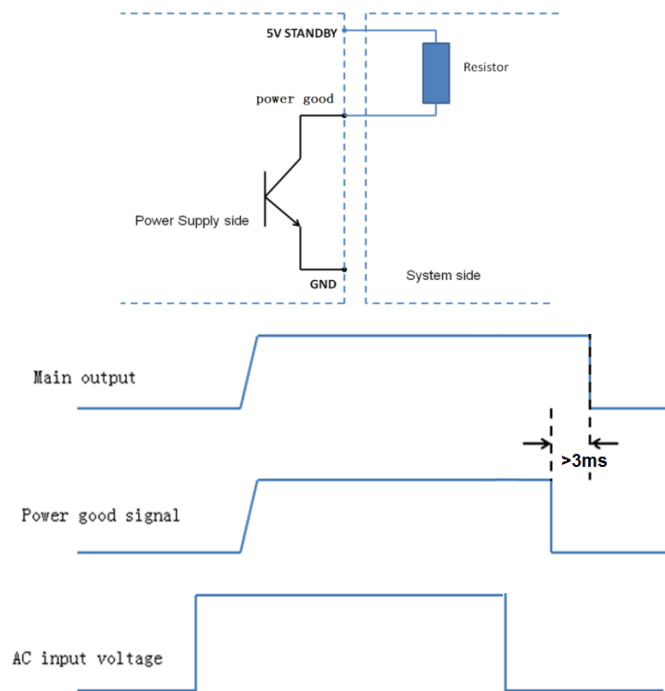 5V STANDBY
Resistor
power good
Power Supply side
System side
GND
Main output
>3ms
Power good signal
AC input voltage